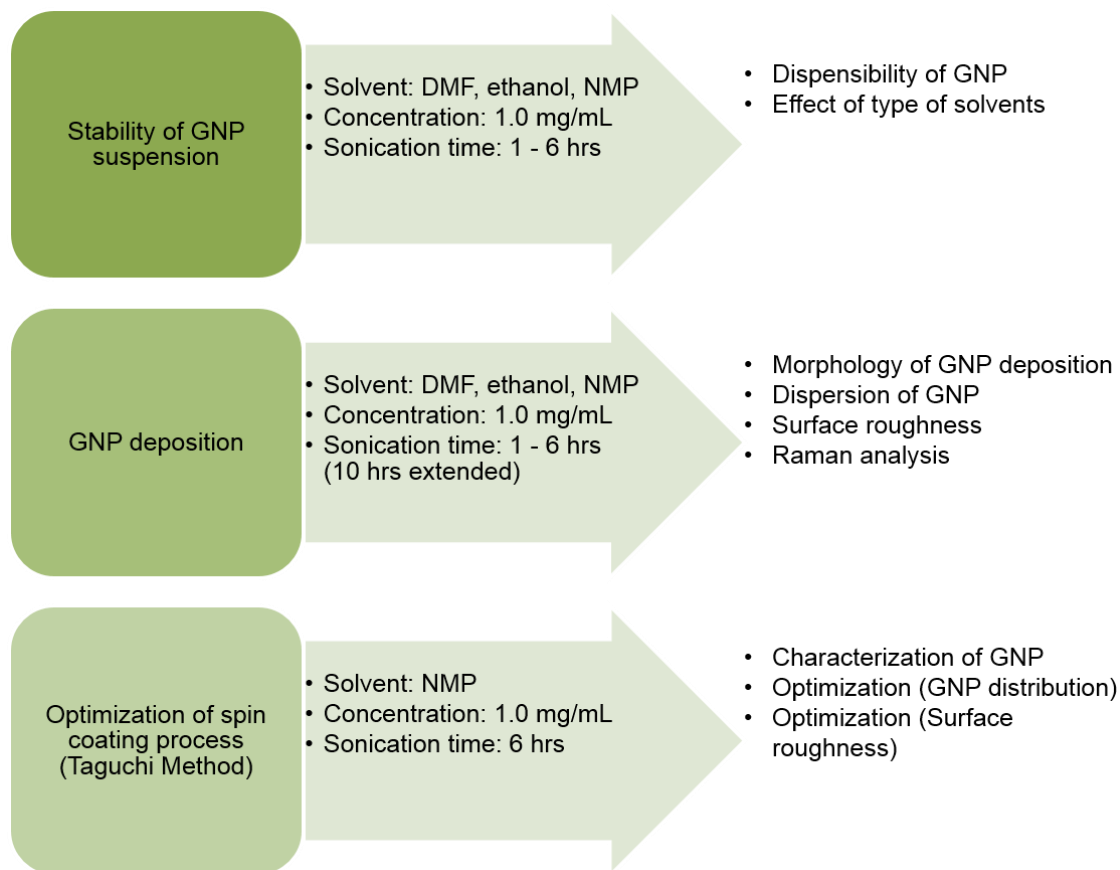 Stability of GNP
suspension
• Solvent: DMF, ethanol, NMP
• Concentration: 1.0 mg/mL
• Sonication time: 1 - 6 hrs
• Dispensibility of GNP
• Effect of type of solvents
GNP deposition
• Solvent: DMF, ethanol, NMP
• Concentration: 1.0 mg/mL
• Sonication time: 1 - 6 hrs
(10 hrs extended)
• Morphology of GNP deposition
• Dispersion of GNP
• Surface roughness
• Raman analysis
Optimization of spin
coating process
(Taguchi Method)
• Solvent: NMP
• Concentration: 1.0 mg/mL
• Sonication time: 6 hrs
• Characterization of GNP
• Optimization (GNP distribution)
• Optimization (Surface
roughness)